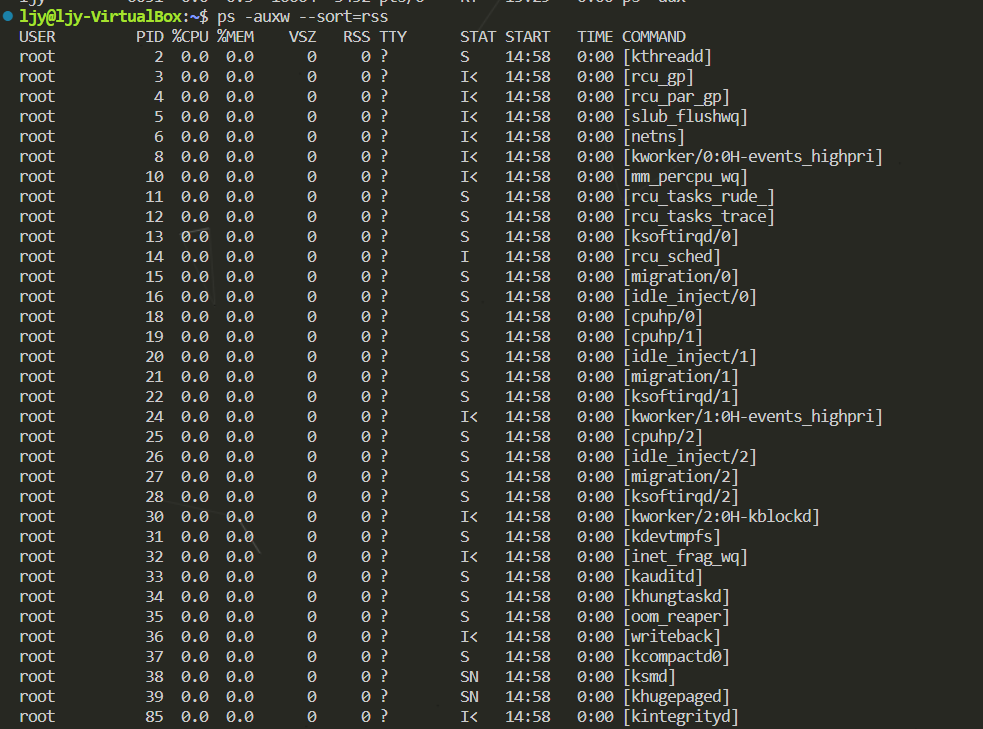 ljy@ljy-VirtualBox:~$ ps -auxw --sort=rss
USER PID %CPU %MEM VSZ RSS TTY STAT START TIME COMMAND
root 2 0.0 0.0 0 0 ? S 14:58 0:00 [kthreadd]
root 3 0.0 0.0 0 0 ? I< 14:58 0:00 [rcu_gp]
root 4 0.0 0.0 0 0 ? I< 14:58 0:00 [rcu_par_gp]
root 5 0.0 0.0 0 0 ? I< 14:58 0:00 [slub_flushwq]
root 6 0.0 0.0 0 0 ? I< 14:58 0:00 [netns]
root 8 0.0 0.0 0 0 ? I< 14:58 0:00 [kworker/0:0H-events_highpri]
root 10 0.0 0.0 0 0 ? I< 14:58 0:00 [mm_percpu_wq]
root 11 0.0 0.0 0 0 ? S 14:58 0:00 [rcu_tasks_rude_]
root 12 0.0 0.0 0 0 ? S 14:58 0:00 [rcu_tasks_trace]
root 13 0.0 0.0 0 0 ? S 14:58 0:00 [ksoftirqd/0]
root 14 0.0 0.0 0 0 ? I 14:58 0:00 [rcu_sched]
root 15 0.0 0.0 0 0 ? S 14:58 0:00 [migration/0]
root 16 0.0 0.0 0 0 ? S 14:58 0:00 [idle_inject/0]
root 18 0.0 0.0 0 0 ? S 14:58 0:00 [cpuhp/0]
root 19 0.0 0.0 0 0 ? S 14:58 0:00 [cpuhp/1]
root 20 0.0 0.0 0 0 ? S 14:58 0:00 [idle_inject/1]
root 21 0.0 0.0 0 0 ? S 14:58 0:00 [migration/1]
root 22 0.0 0.0 0 0 ? S 14:58 0:00 [ksoftirqd/1]
root 24 0.0 0.0 0 0 ? I< 14:58 0:00 [kworker/1:0H-events_highpri]
root 25 0.0 0.0 0 0 ? S 14:58 0:00 [cpuhp/2]
root 26 0.0 0.0 0 0 ? S 14:58 0:00 [idle_inject/2]
root 27 0.0 0.0 0 0 ? S 14:58 0:00 [migration/2]
root 28 0.0 0.0 0 0 ? S 14:58 0:00 [ksoftirqd/2]
root 30 0.0 0.0 0 0 ? I< 14:58 0:00 [kworker/2:0H-kblockd]
root 31 0.0 0.0 0 0 ? S 14:58 0:00 [kdevtmpfs]
root 32 0.0 0.0 0 0 ? I< 14:58 0:00 [inet_frag_wq]
root 33 0.0 0.0 0 0 ? S 14:58 0:00 [kauditd]
root 34 0.0 0.0 0 0 ? S 14:58 0:00 [khungtaskd]
root 35 0.0 0.0 0 0 ? S 14:58 0:00 [oom_reaper]
root 36 0.0 0.0 0 0 ? I< 14:58 0:00 [writeback]
root 37 0.0 0.0 0 0 ? S 14:58 0:00 [kcompactd0]
root 38 0.0 0.0 0 0 ? SN 14:58 0:00 [ksmd]
root 39 0.0 0.0 0 0 ? SN 14:58 0:00 [khugepaged]
root 85 0.0 0.0 0 0 ? I< 14:58 0:00 [kintegrityd]